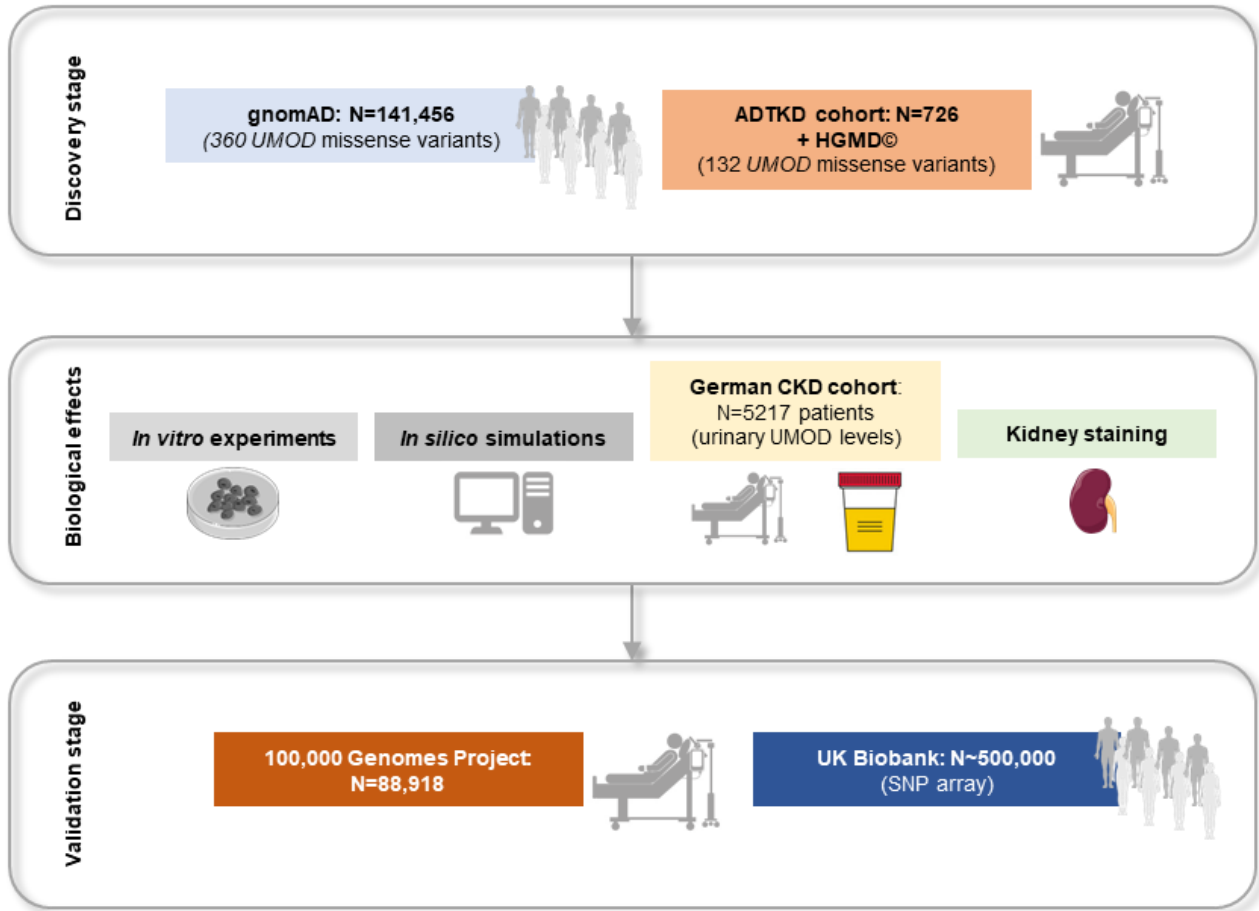 Discovery stage
gnomAD: N=141,456
(360 UMOD missense variants)
ADTKD cohort: N=726
+ HGMD©
(132 UMOD missense variants)
Biological effects
In vitro experiments
In silico simulations
German CKD cohort:
N=5217 patients
(urinary UMOD levels)
Kidney staining
Validation stage
100,000 Genomes Project:
N=88,918
UK Biobank: N~500,000
(SNP array)